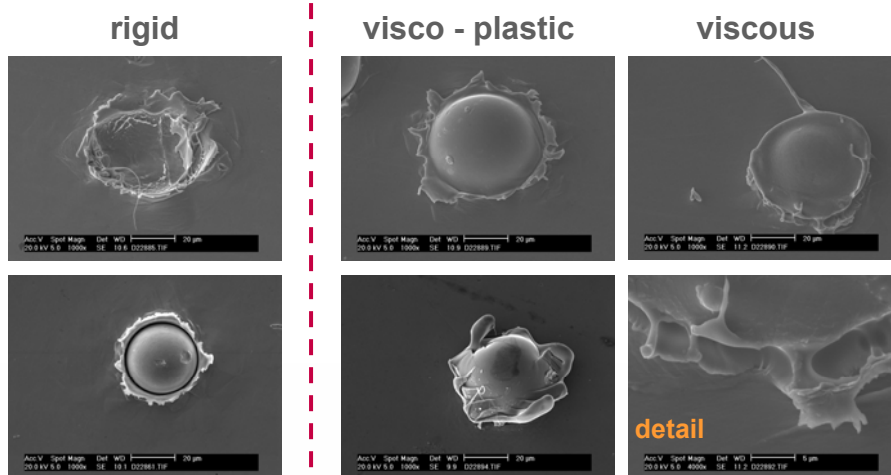 rigid
visco - plastic
viscous
Acc.V Spot Magn Det WD 20 µm
20.0 kV 5.0 1000x SE 10.6 D22885.TIF
Acc.V Spot Magn Det WD 20 µm
20.0 kV 5.0 1000x SE 10.9 D22889.TIF
Acc.V Spot Magn Det WD 20 µm
20.0 kV 5.0 1000x SE 11.2 D22890.TIF
Acc.V Spot Magn Det WD 20 µm
20.0 kV 5.0 1000x SE 10.1 D22861.TIF
Acc.V Spot Magn Det WD 20 µm
20.0 kV 5.0 1000x SE 9.9 D22894.TIF
detail
Acc.V Spot Magn Det WD 5 µm
20.0 kV 5.0 4000x SE 11.2 D22892.TIF